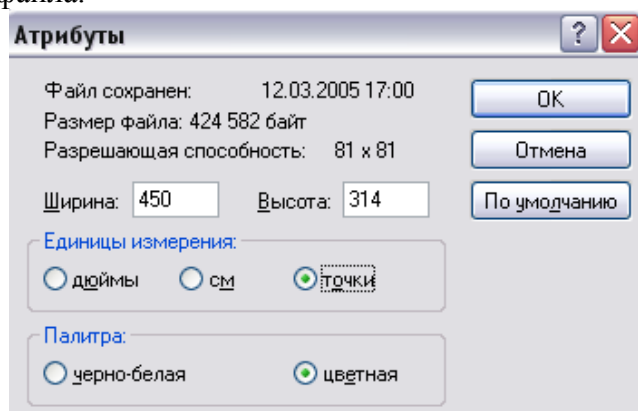 файла.
Атрибуты
Файл сохранен: 12.03.2005 17:00
Размер файла: 424 582 байт
Разрешающая способность: 81 x 81
Ширина: 450 Высота: 314
Единицы измерения:
дюймы см точки
Палитра:
черно-белая цветная
OK
Отмена
По умолчанию